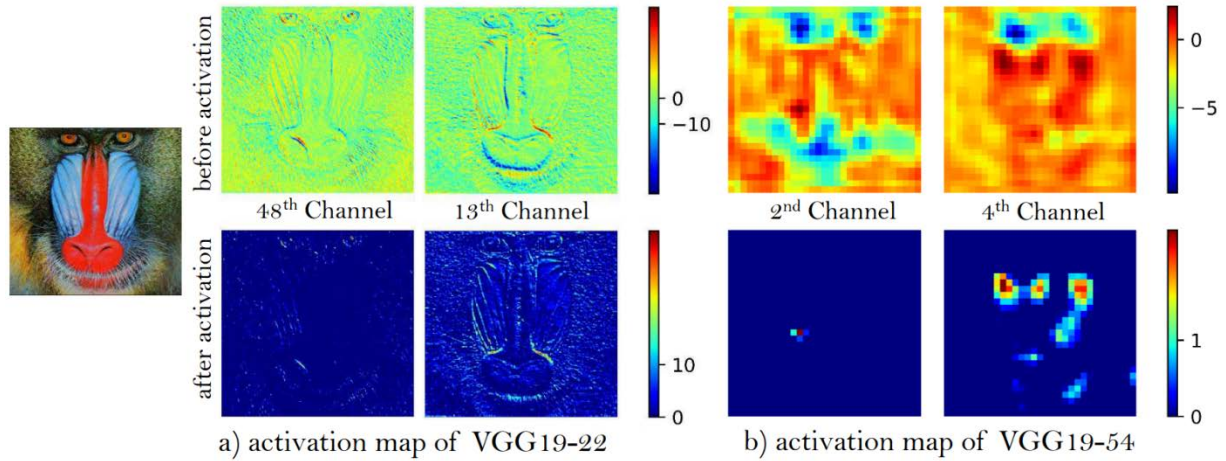 before activation
0
−10
0
−5
48th Channel
13th Channel
2nd Channel
4th Channel
after activation
10
0
1
0
a) activation map of VGG19-22
b) activation map of VGG19-54